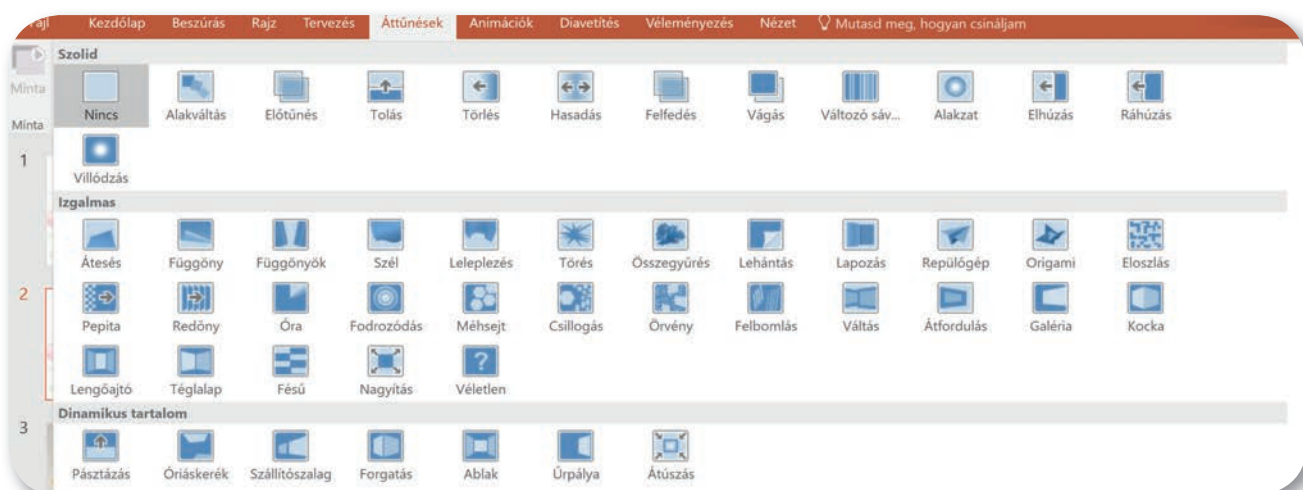 Fájl Kezdőlap Beszúrás Rajz Tervezés Áttűnések Animációk Diavetítés Véleményezés Nézet Mutasd meg, hogyan csináljam
Szolid
Minta
Nincs Alakváltás Előtűnés Tolás Törlés Hasadás Felfedés Vágás Változó sáv... Alakzat Elhúzás Ráhúzás
Minta
1
Villódzás
Izgalmas
Átesés Függöny Függönyök Szél Leleplezés Törés Összegyűrés Lehántás Lapozás Repülőgép Origami Eloszlás
2
Pepita Redőny Óra Fodrozódás Méhsejt Csillogás Örvény Felbomlás Váltás Átfordulás Galéria Kocka
Lengőajtó Téglalap Fésű Nagyítás Véletlen
Dinamikus tartalom
3
Pásztázás Óriáskerék Szállítószalag Forgatás Ablak Űrpálya Átúszás